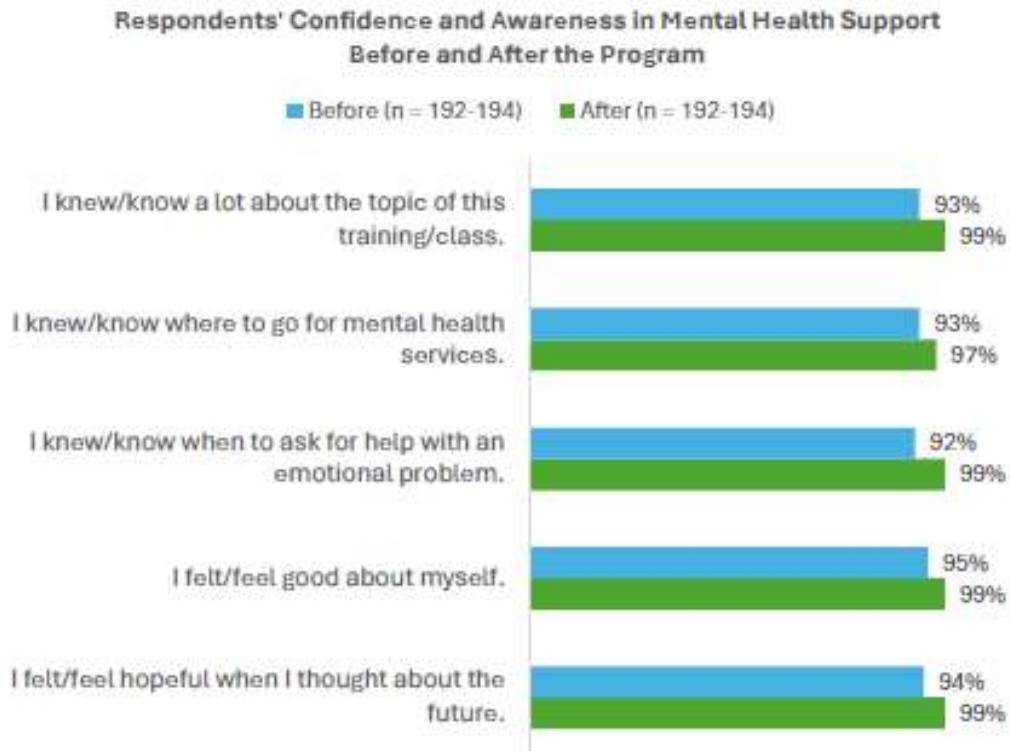 Respondents' Confidence and Awareness in Mental Health Support
Before and After the Program
Before (n = 192-194) After (n = 192-194)
I knew/know a lot about the topic of this
training/class.
93%
99%
I knew/know where to go for mental health
services.
93%
97%
I knew/know when to ask for help with an
emotional problem.
92%
99%
I felt/feel good about myself.
95%
99%
I felt/feel hopeful when I thought about the
future.
94%
99%